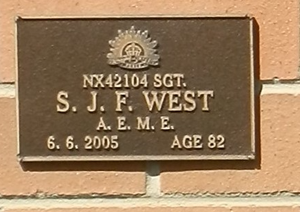 NX42104 SGT.
S. J. F. WEST
A. E. M. E.
6. 6. 2005 AGE 82